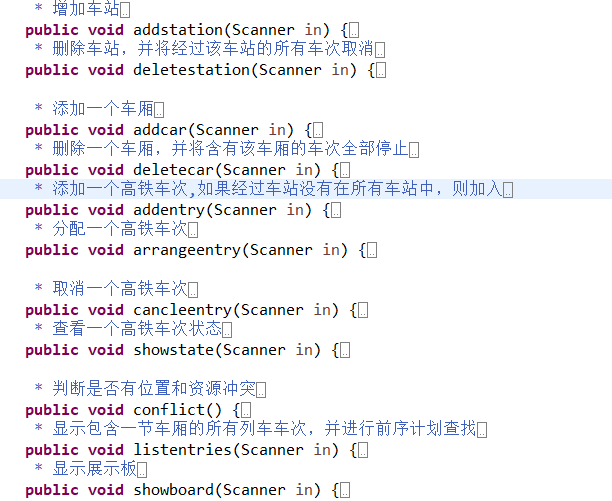 * 增加车站
public void addstation(Scanner in) {
* 删除车站，并将经过该车站的所有车次取消
public void deletestation(Scanner in) {
* 添加一个车厢
public void addcar(Scanner in) {
* 删除一个车厢，并将含有该车厢的车次全部停止
public void deletecar(Scanner in) {
* 添加一个高铁车次,如果经过车站没有在所有车站中，则加入
public void addentry(Scanner in) {
* 分配一个高铁车次
public void arrangeentry(Scanner in) {
* 取消一个高铁车次
public void cancleentry(Scanner in) {
* 查看一个高铁车次状态
public void showstate(Scanner in) {
* 判断是否有位置和资源冲突
public void conflict() {
* 显示包含一节车厢的所有列车车次，并进行前序计划查找
public void listentries(Scanner in) {
* 显示展示板
public void showboard(Scanner in) {